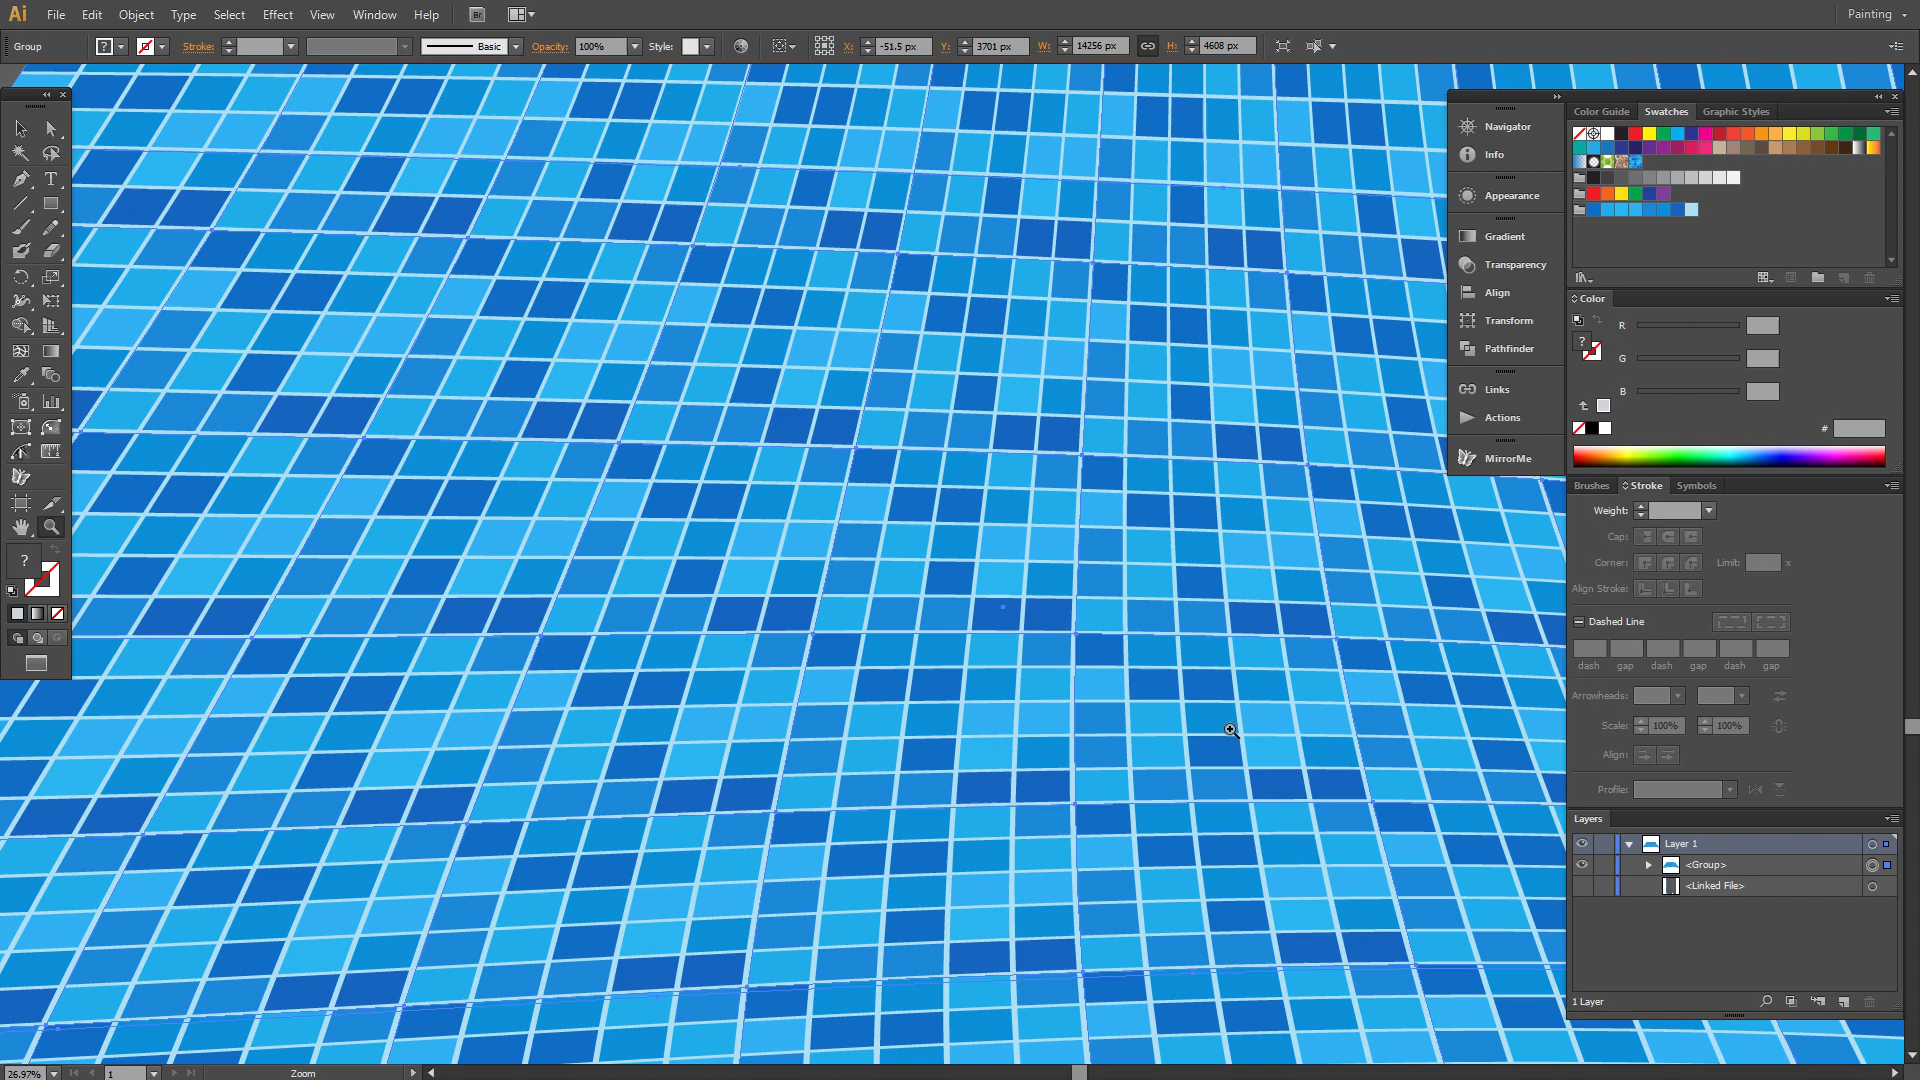 Ai File Edit Object Type Select Effect View Window Help Br Painting
Group ? Stroke: Basic Opacity: 100% Style: X: -51.5 px Y: 3701 px W: 14256 px H: 4608 px
Color Guide Swatches Graphic Styles
Navigator
Info
Appearance
Gradient
Transparency
Align
Transform
Pathfinder
Links
Actions
MirrorMe
Color
R
G
?
B
#
Brushes Stroke Symbols
Weight:
Cap:
Corner: Limit: x
Align Stroke:
Dashed Line
dash gap dash gap dash gap
Arrowheads:
Scale: 100% 100%
Align:
Profile:
Layers
Layer 1
<Group>
<Linked File>
1 Layer
T
?
26.97% 1 Zoom